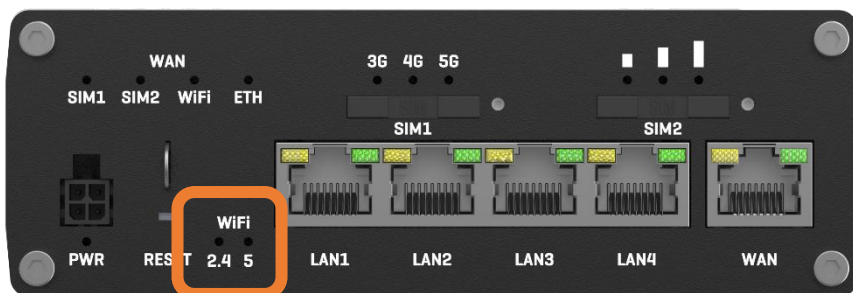 WAN
SIM1 SIM2 WiFi ETH
3G 4G 5G
SIM1
SIM2
WiFi
PWR RESET 2.4 5 LAN1 LAN2 LAN3 LAN4 WAN